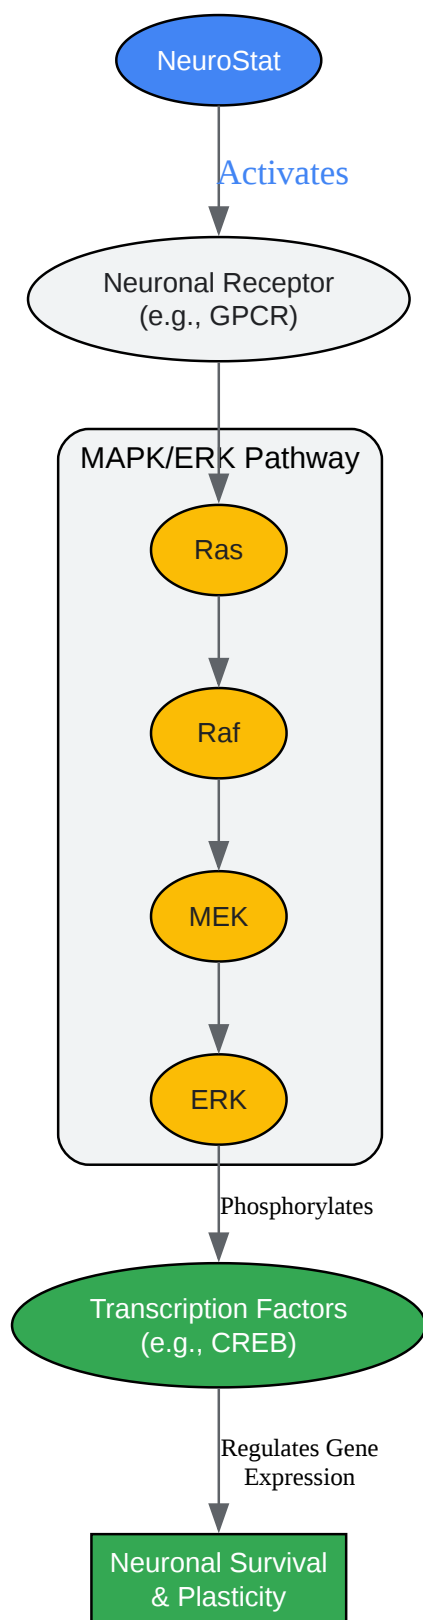 NeuroStat
Activates
Neuronal Receptor
(e.g., GPCR)
MAPK/ERK Pathway
Ras
Raf
MEK
ERK
Phosphorylates
Transcription Factors
(e.g., CREB)
Regulates Gene
Expression
Neuronal Survival
& Plasticity